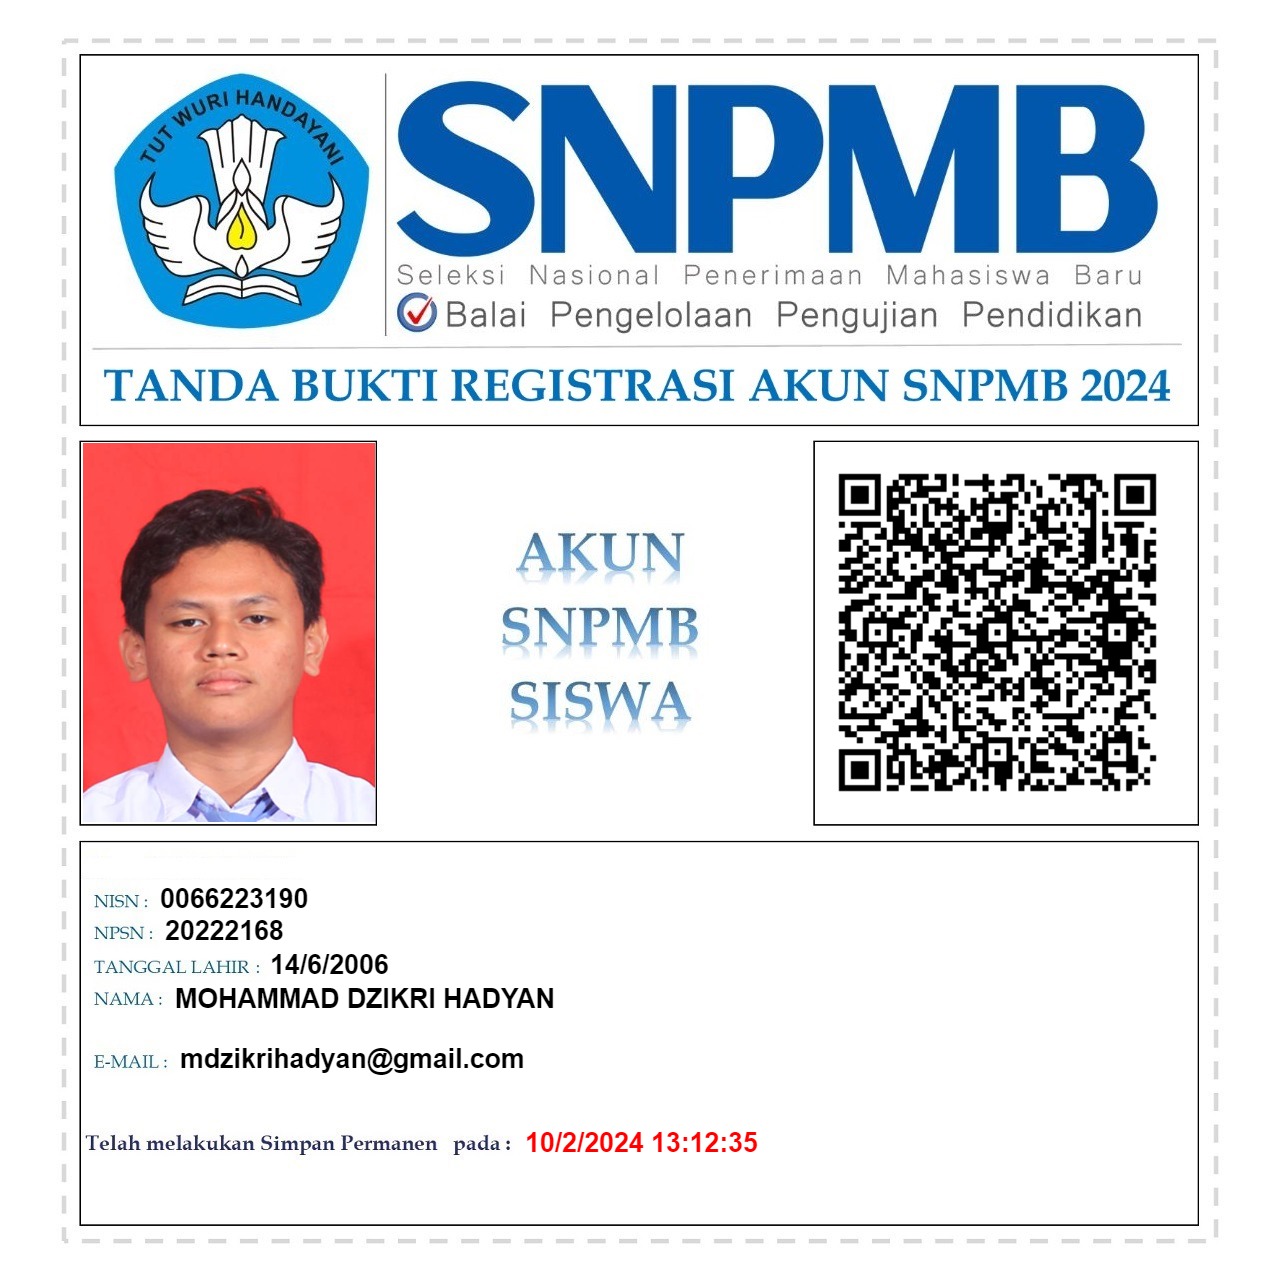 TUT WURI HANDAYANI
SNPMB
Seleksi Nasional Penerimaan Mahasiswa Baru
Balai Pengelolaan Pengujian Pendidikan
TANDA BUKTI REGISTRASI AKUN SNPMB 2024
AKUN
SNPMB
SISWA
NISN : 0066223190
NPSN : 20222168
TANGGAL LAHIR : 14/6/2006
NAMA : MOHAMMAD DZIKRI HADYAN
E-MAIL : mdzikrihadyan@gmail.com
Telah melakukan Simpan Permanen pada : 10/2/2024 13:12:35